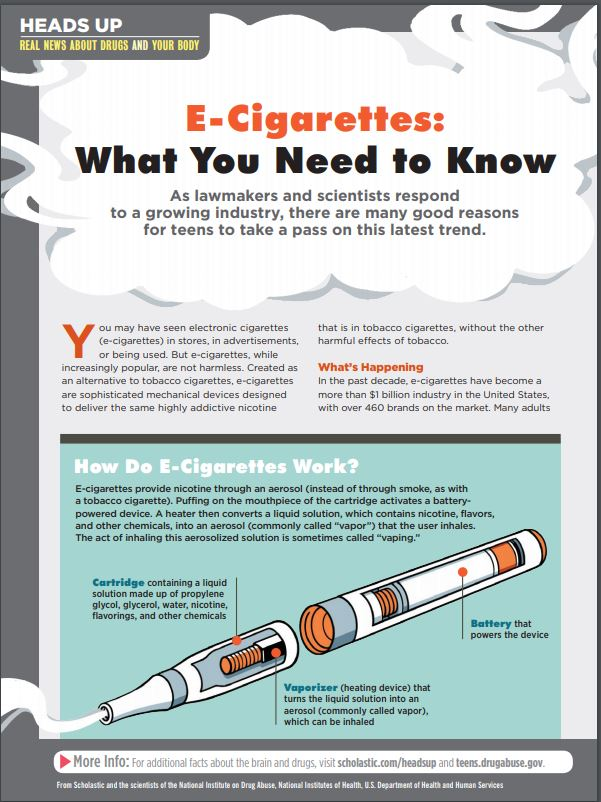 HEADS UP
REAL NEWS ABOUT DRUGS AND YOUR BODY
E-Cigarettes:
What You Need to Know
As lawmakers and scientists respond
to a growing industry, there are many good reasons
for teens to take a pass on this latest trend.
You may have seen electronic cigarettes
(e-cigarettes) in stores, in advertisements,
or being used. But e-cigarettes, while
increasingly popular, are not harmless. Created as
an alternative to tobacco cigarettes, e-cigarettes
are sophisticated mechanical devices designed
to deliver the same highly addictive nicotine
that is in tobacco cigarettes, without the other
harmful effects of tobacco.
What's Happening
In the past decade, e-cigarettes have become a
more than $1 billion industry in the United States,
with over 460 brands on the market. Many adults
How Do E-Cigarettes Work?
E-cigarettes provide nicotine through an aerosol (instead of through smoke, as with
a tobacco cigarette). Puffing on the mouthpiece of the cartridge activates a battery-
powered device. A heater then converts a liquid solution, which contains nicotine, flavors,
and other chemicals, into an aerosol (commonly called "vapor") that the user inhales.
The act of inhaling this aerosolized solution is sometimes called "vaping."
Cartridge containing a liquid
solution made up of propylene
glycol, glycerol, water, nicotine,
flavorings, and other chemicals
Battery that
powers the device
Vaporizer (heating device) that
turns the liquid solution into an
aerosol (commonly called vapor),
which can be inhaled
More Info: For additional facts about the brain and drugs, visit scholastic.com/headsup and teens.drugabuse.gov.
From Scholastic and the scientists of the National Institute on Drug Abuse, National Institutes of Health, U.S. Department of Health and Human Services